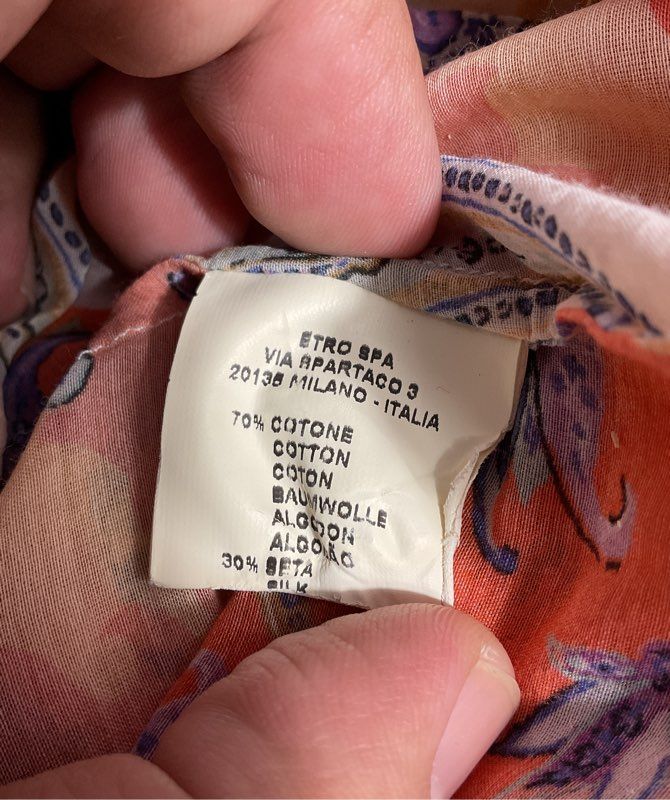 ETRO SPA
VIA SPARTACO 3
20135 MILANO - ITALIA
70% COTONE
COTTON
COTON
BAUMWOLLE
ALGODON
ALGODÃO
30% SETA
SILK